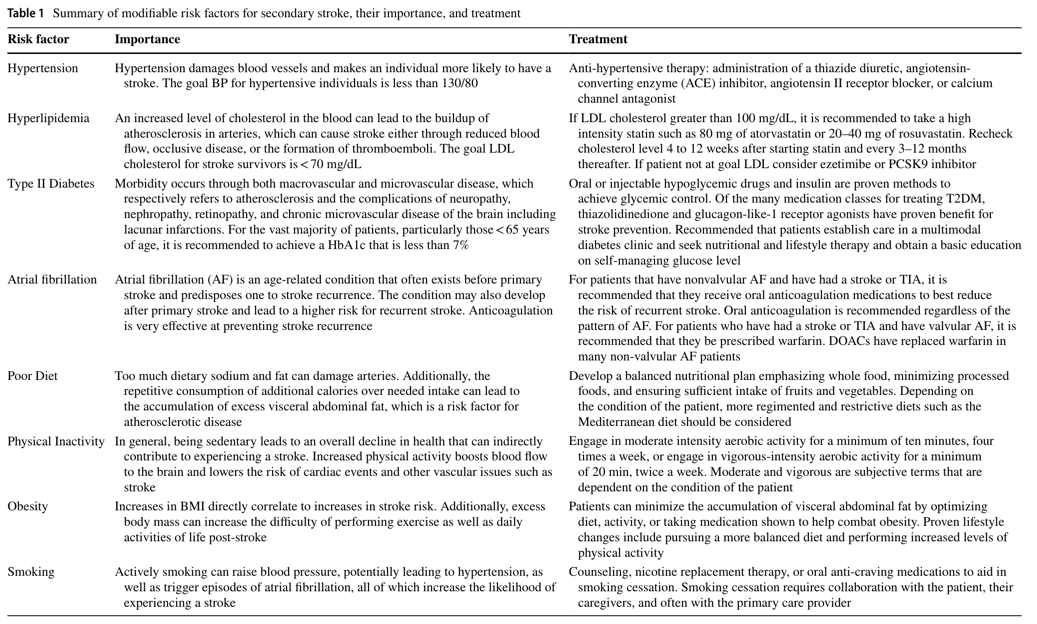 Table 1 Summary of modifiable risk factors for secondary stroke, their importance, and treatment
Risk factor Importance Treatment
Hypertension
Hypertension damages blood vessels and makes an individual more likely to have a
stroke. The goal BP for hypertensive individuals is less than 130/80
Anti-hypertensive therapy: administration of a thiazide diuretic, angiotensin-
converting enzyme (ACE) inhibitor, angiotensin II receptor blocker, or calcium
channel antagonist
Hyperlipidemia
An increased level of cholesterol in the blood can lead to the buildup of
atherosclerosis in arteries, which can cause stroke either through reduced blood
flow, occlusive disease, or the formation of thromboemboli. The goal LDL
cholesterol for stroke survivors is < 70 mg/dL
If LDL cholesterol greater than 100 mg/dL, it is recommended to take a high
intensity statin such as 80 mg of atorvastatin or 20–40 mg of rosuvastatin. Recheck
cholesterol level 4 to 12 weeks after starting statin and every 3–12 months
thereafter. If patient not at goal LDL consider ezetimibe or PCSK9 inhibitor
Type II Diabetes
Morbidity occurs through both macrovascular and microvascular disease, which
respectively refers to atherosclerosis and the complications of neuropathy,
nephropathy, retinopathy, and chronic microvascular disease of the brain including
lacunar infarctions. For the vast majority of patients, particularly those < 65 years
of age, it is recommended to achieve a HbA1c that is less than 7%
Oral or injectable hypoglycemic drugs and insulin are proven methods to
achieve glycemic control. Of the many medication classes for treating T2DM,
thiazolidinedione and glucagon-like-1 receptor agonists have proven benefit for
stroke prevention. Recommended that patients establish care in a multimodal
diabetes clinic and seek nutritional and lifestyle therapy and obtain a basic education
on self-managing glucose level
Atrial fibrillation
Atrial fibrillation (AF) is an age-related condition that often exists before primary
stroke and predisposes one to stroke recurrence. The condition may also develop
after primary stroke and lead to a higher risk for recurrent stroke. Anticoagulation
is very effective at preventing stroke recurrence
For patients that have nonvalvular AF and have had a stroke or TIA, it is
recommended that they receive oral anticoagulation medications to best reduce
the risk of recurrent stroke. Oral anticoagulation is recommended regardless of the
pattern of AF. For patients who have had a stroke or TIA and have valvular AF, it is
recommended that they be prescribed warfarin. DOACs have replaced warfarin in
many non-valvular AF patients
Poor Diet
Too much dietary sodium and fat can damage arteries. Additionally, the
repetitive consumption of additional calories over needed intake can lead to
the accumulation of excess visceral abdominal fat, which is a risk factor for
atherosclerotic disease
Develop a balanced nutritional plan emphasizing whole food, minimizing processed
foods, and ensuring sufficient intake of fruits and vegetables. Depending on
the condition of the patient, more regimented and restrictive diets such as the
Mediterranean diet should be considered
Physical Inactivity
In general, being sedentary leads to an overall decline in health that can indirectly
contribute to experiencing a stroke. Increased physical activity boosts blood flow
to the brain and lowers the risk of cardiac events and other vascular issues such as
stroke
Engage in moderate intensity aerobic activity for a minimum of ten minutes, four
times a week, or engage in vigorous-intensity aerobic activity for a minimum
of 20 min, twice a week. Moderate and vigorous are subjective terms that are
dependent on the condition of the patient
Obesity
Increases in BMI directly correlate to increases in stroke risk. Additionally, excess
body mass can increase the difficulty of performing exercise as well as daily
activities of life post-stroke
Patients can minimize the accumulation of visceral abdominal fat by optimizing
diet, activity, or taking medication shown to help combat obesity. Proven lifestyle
changes include pursuing a more balanced diet and performing increased levels of
physical activity
Smoking
Actively smoking can raise blood pressure, potentially leading to hypertension, as
well as trigger episodes of atrial fibrillation, all of which increase the likelihood of
experiencing a stroke
Counseling, nicotine replacement therapy, or oral anti-craving medications to aid in
smoking cessation. Smoking cessation requires collaboration with the patient, their
caregivers, and often with the primary care provider